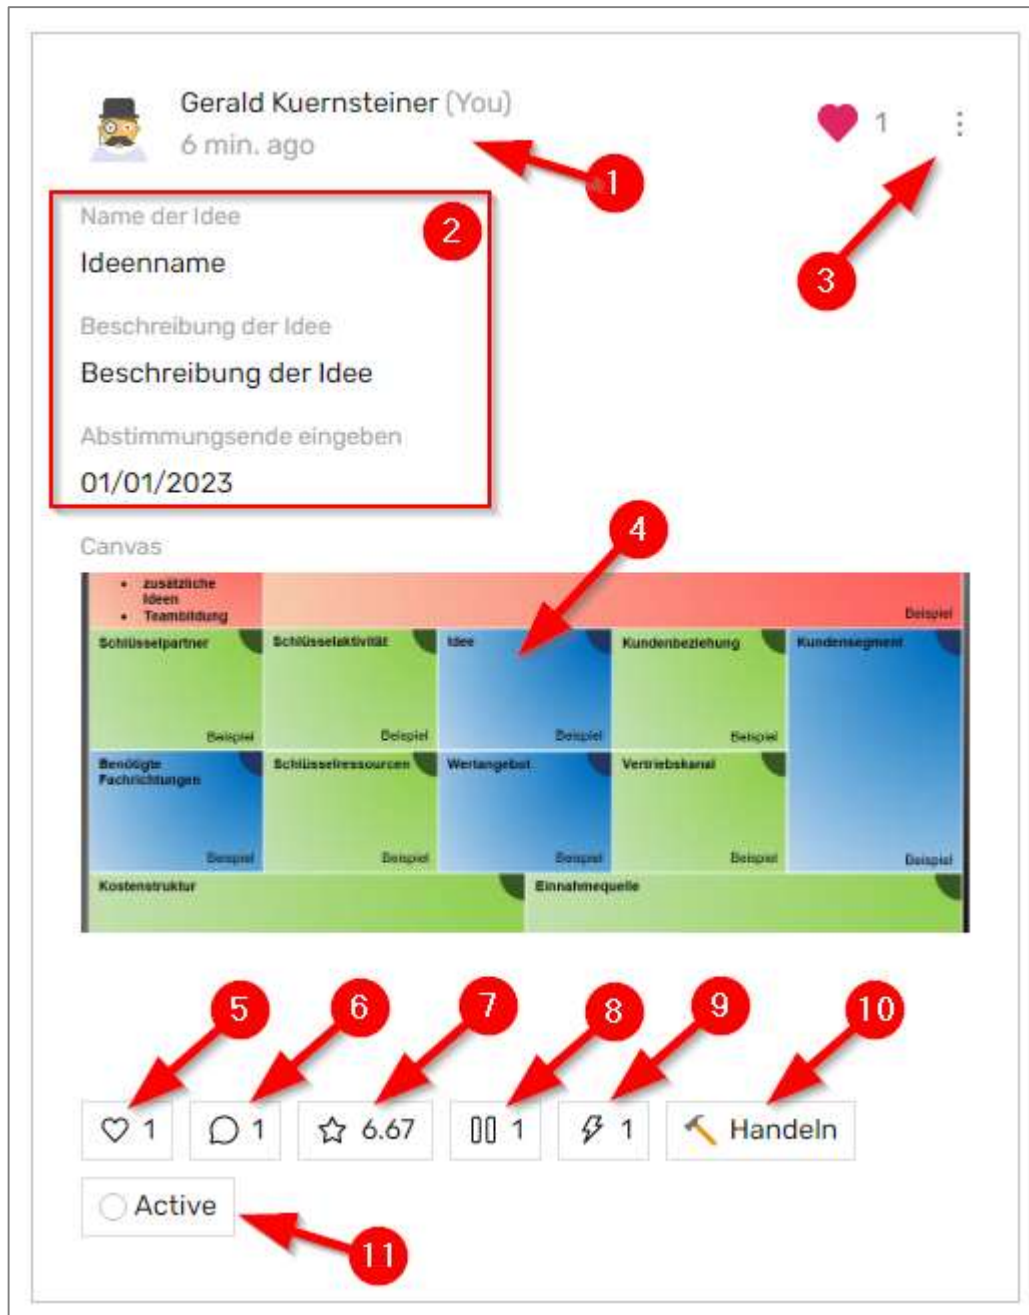 Gerald Kuernsteiner (You)
6 min. ago
1
1
Name der Idee
2
Ideenname
3
Beschreibung der Idee
Beschreibung der Idee
Abstimmungsende eingeben
01/01/2023
4
Canvas
• zusätzliche
Ideen
• Teambildung
Beispiel
Schlüsselpartner
Schlüsselaktivität
Idee
Kundenbeziehung
Kundensegment
Beispiel
Beispiel
Beispiel
Beispiel
Benötigte
Fachrichtungen
Schlüsselressourcen
Wertangebot
Vertriebskanal
Beispiel
Beispiel
Beispiel
Beispiel
Beispiel
Kostenstruktur
Einnahmequelle
5
6
7
8
9
10
1
1
6.67
1
1
Handeln
Active
11